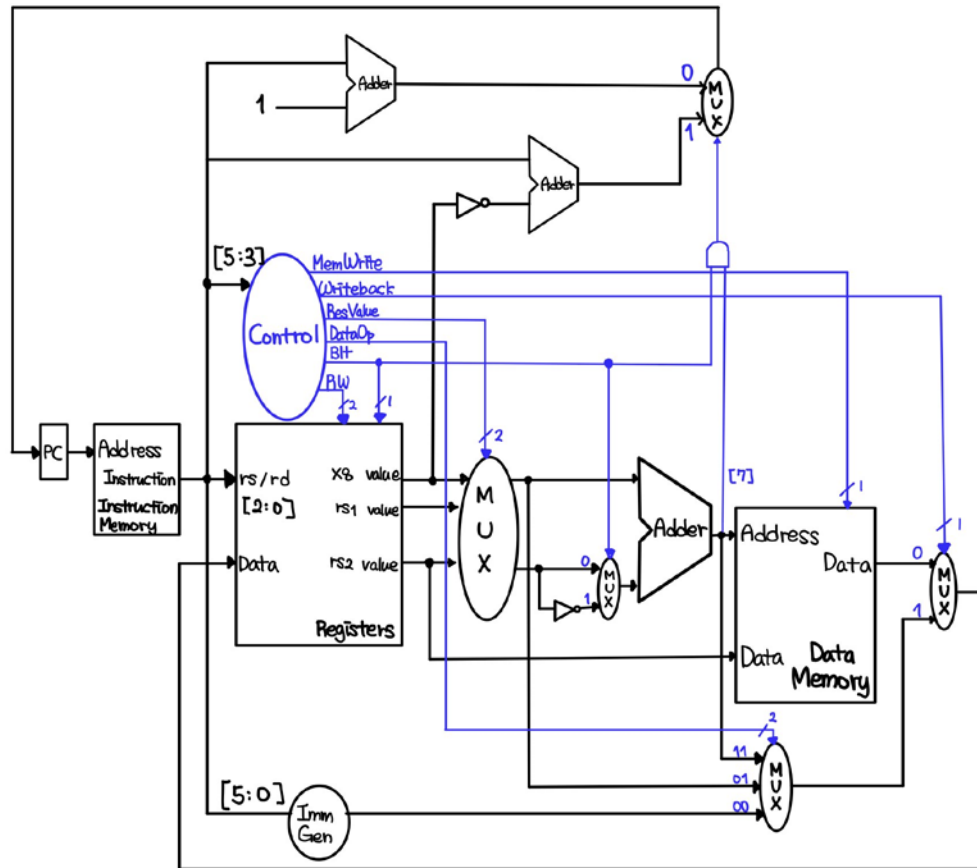 0
MUX
Adder
1
1
Adder
[5:3]
MemWrite
Writeback
ResValue
DataOp
Blt
RW
Control
2
1
2
[7]
1
1
PC
Address
Instruction
Instruction Memory
rs/rd
[2:0]
Data
x8 value
rs1 value
rs2 value
Registers
MUX
0
1
MUX
Adder
Address
Data
Data
Data Memory
0
1
MUX
2
11
01
00
MUX
[5:0]
Imm Gen